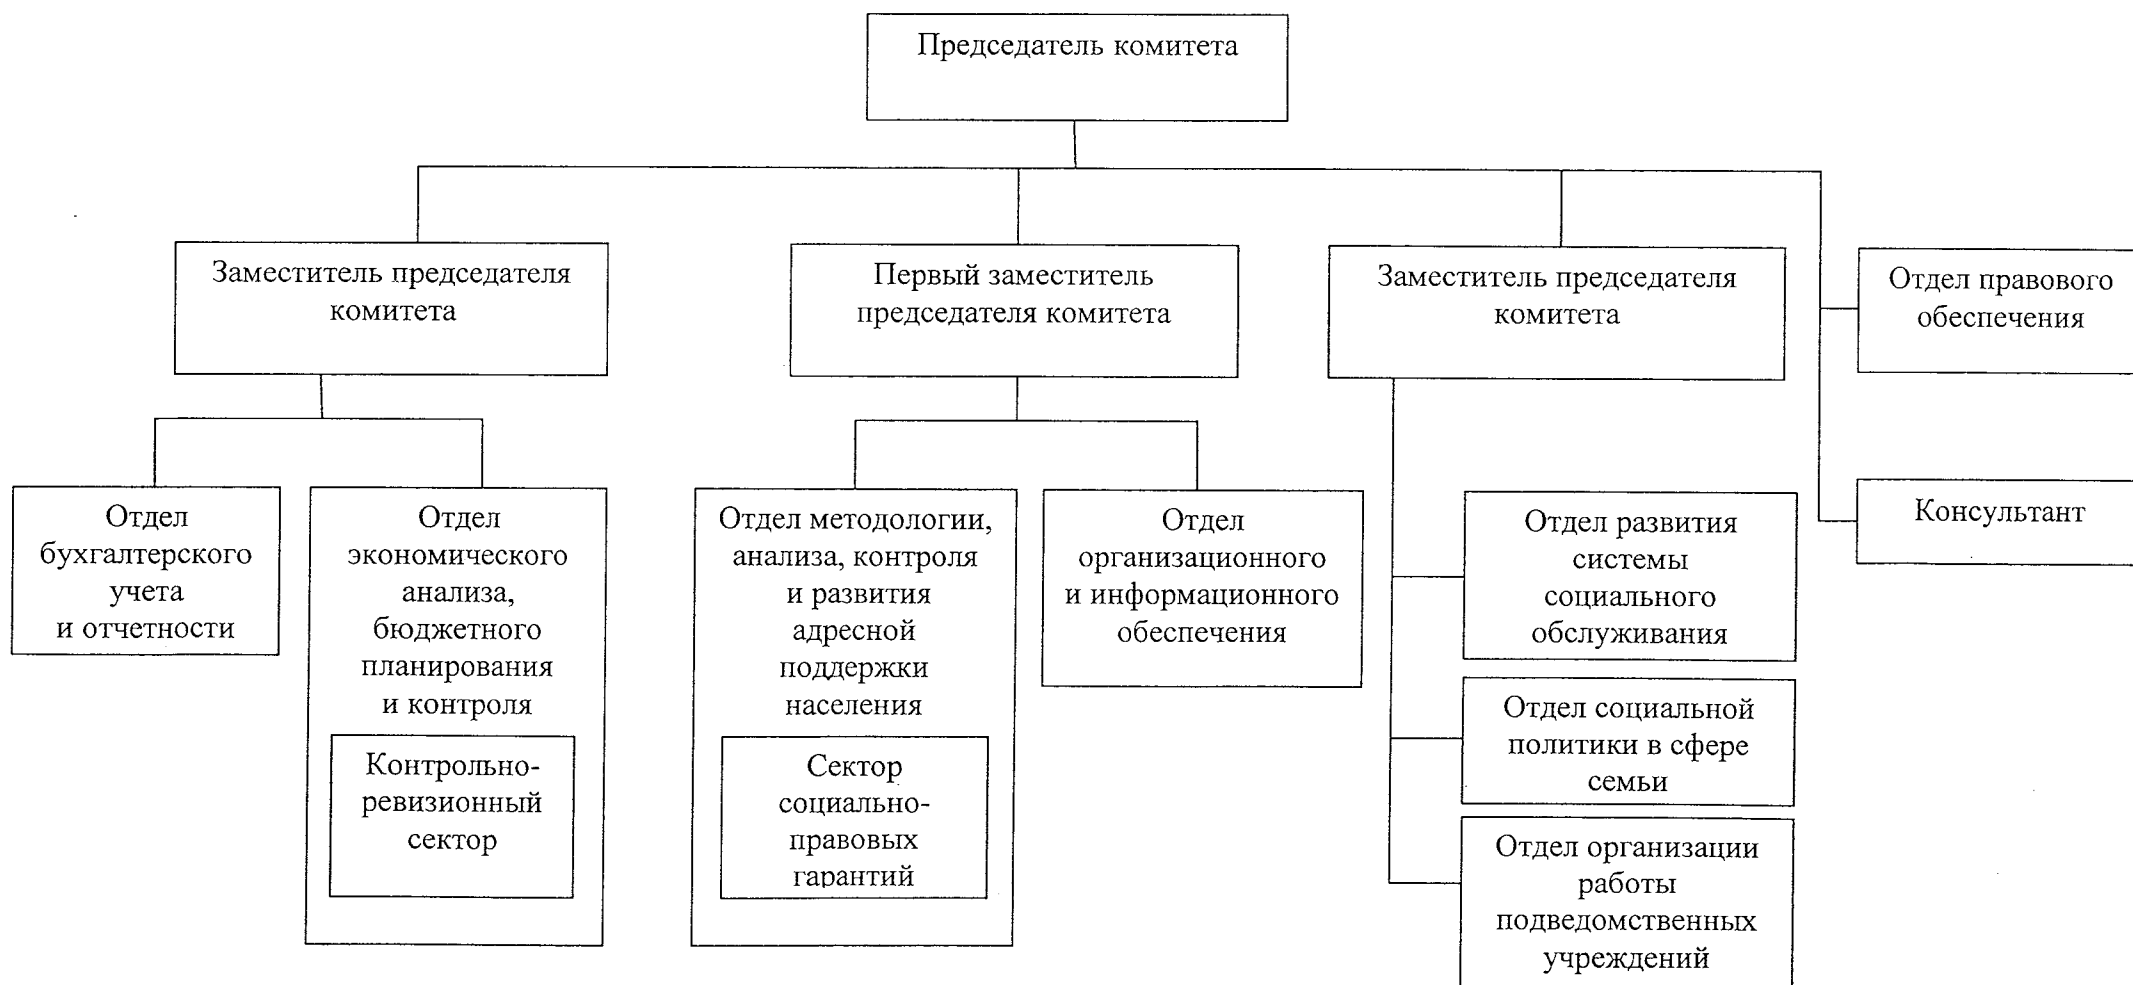 Председатель комитета
Заместитель председателя
комитета
Первый заместитель
председателя комитета
Заместитель председателя
комитета
Отдел правового
обеспечения
Отдел
бухгалтерского
учета
и отчетности
Отдел
экономического
анализа,
бюджетного
планирования
и контроля
Контрольно-
ревизионный
сектор
Отдел методологии,
анализа, контроля
и развития
адресной
поддержки
населения
Сектор
социально-
правовых
гарантий
Отдел
организационного
и информационного
обеспечения
Отдел развития
системы
социального
обслуживания
Отдел социальной
политики в сфере
семьи
Отдел организации
работы
подведомственных
учреждений
Консультант